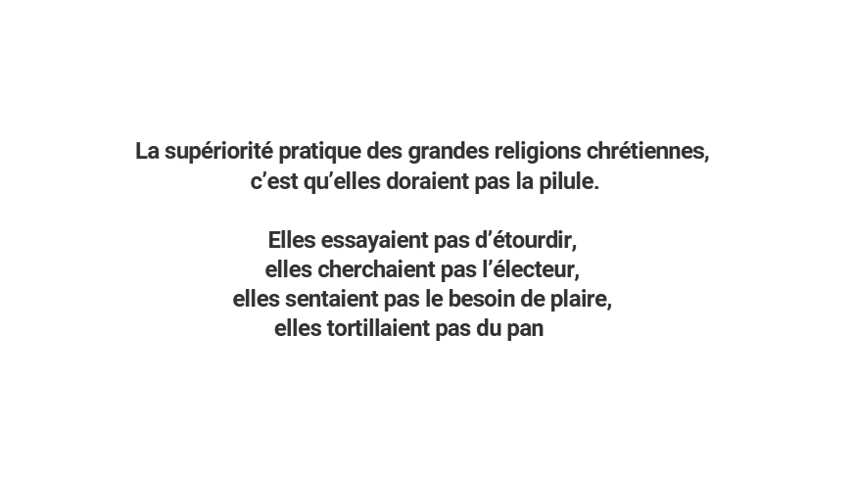 La supériorité pratique des grandes religions chrétiennes,
c’est qu’elles doraient pas la pilule.
Elles essayaient pas d’étourdir,
elles cherchaient pas l’électeur,
elles sentaient pas le besoin de plaire,
elles tortillaient pas du pan